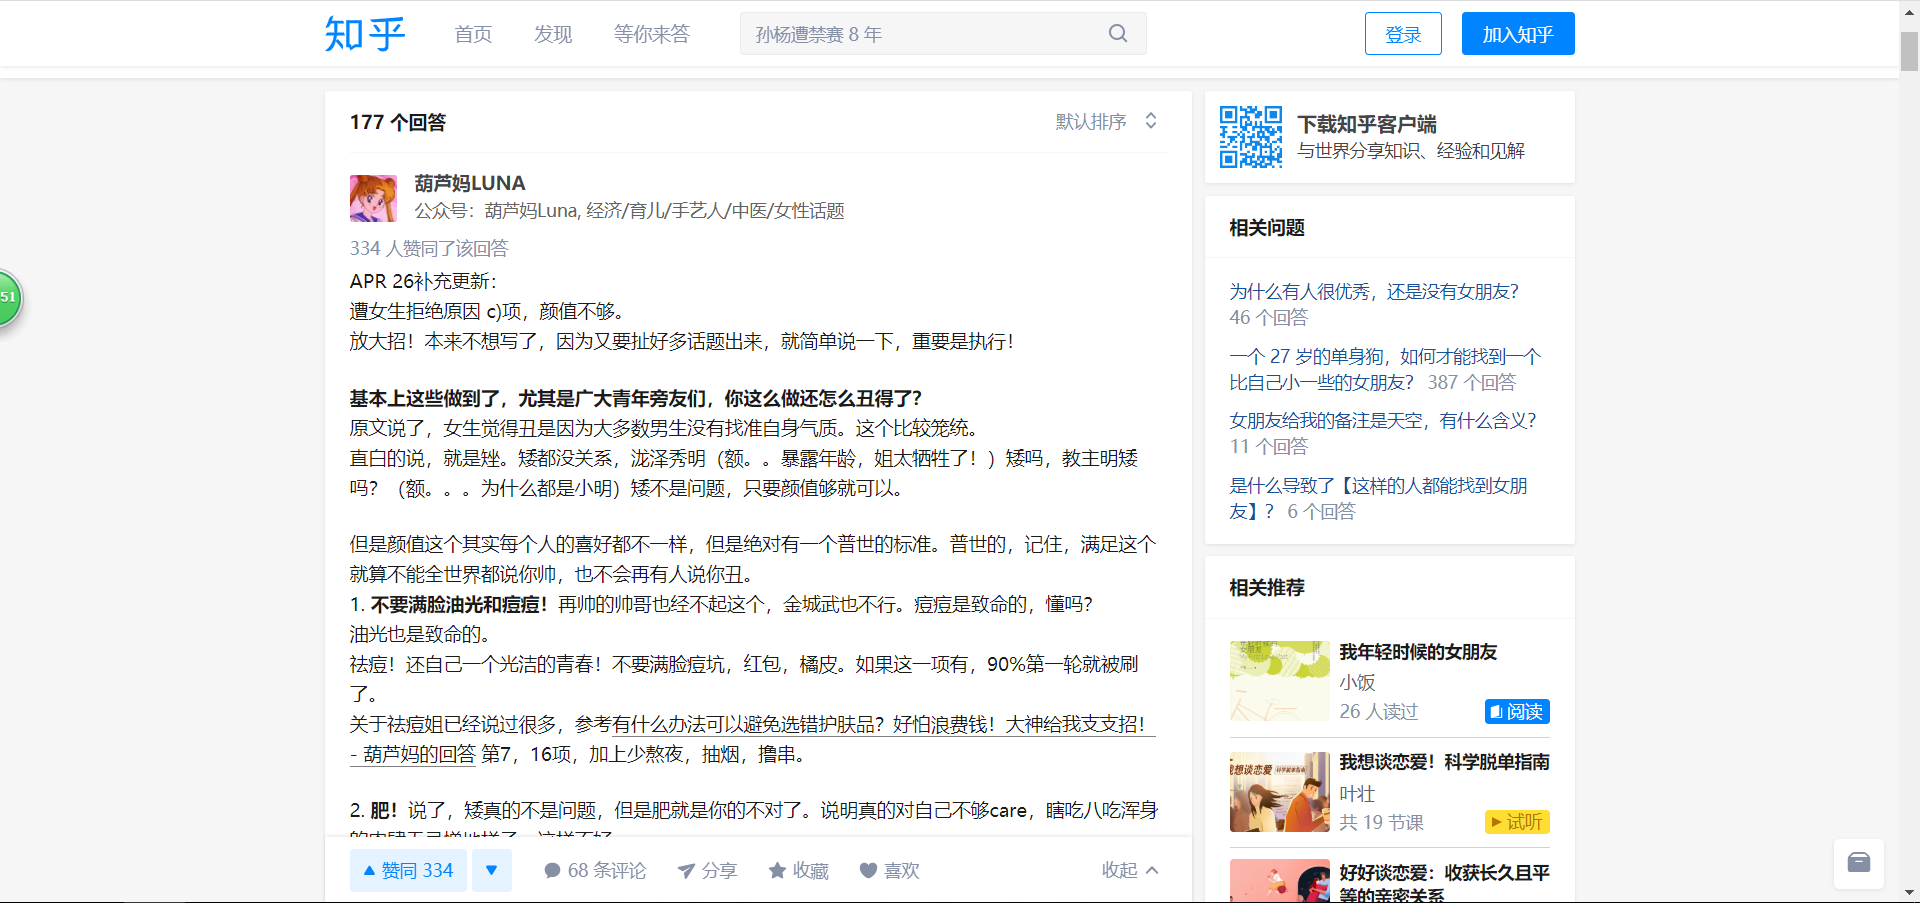 知乎
首页 发现 等你来答
孙杨遭禁赛 8 年
登录
加入知乎
177 个回答
默认排序
葫芦妈LUNA
公众号：葫芦妈Luna, 经济/育儿/手艺人/中医/女性话题
334 人赞同了该回答
APR 26补充更新：
遭女生拒绝原因 c)项，颜值不够。
放大招！本来不想写了，因为又要扯好多话题出来，就简单说一下，重要是执行！
基本上这些做到了，尤其是广大青年旁友们，你这么做还怎么丑得了？
原文说了，女生觉得丑是因为大多数男生没有找准自身气质。这个比较笼统。
直白的说，就是矬。矮都没关系，泷泽秀明（额。。暴露年龄，姐太牺牲了！）矮吗，教主明矮
吗？（额。。。为什么都是小明）矮不是问题，只要颜值够就可以。
但是颜值这个其实每个人的喜好都不一样，但是绝对有一个普世的标准。普世的，记住，满足这个
就算不能全世界都说你帅，也不会再有人说你丑。
1. 不要满脸油光和痘痘！再帅的帅哥也经不起这个，金城武也不行。痘痘是致命的，懂吗？
油光也是致命的。
祛痘！还自己一个光洁的青春！不要满脸痘坑，红包，橘皮。如果这一项有，90%第一轮就被刷
了。
关于祛痘姐已经说过很多，参考有什么办法可以避免选错护肤品？好怕浪费钱！大神给我支支招！
- 葫芦妈的回答 第7，16项，加上少熬夜，抽烟，撸串。
2. 肥！说了，矮真的不是问题，但是肥就是你的不对了。说明真的对自己不够care，瞎吃八吃浑身
赞同 334
68 条评论
分享
收藏
喜欢
收起
下载知乎客户端
与世界分享知识、经验和见解
相关问题
为什么有人很优秀，还是没有女朋友？
46 个回答
一个 27 岁的单身狗，如何才能找到一个
比自己小一些的女朋友？ 387 个回答
女朋友给我的备注是天空，有什么含义？
11 个回答
是什么导致了【这样的人都能找到女朋
友】？ 6 个回答
相关推荐
我年轻时候的女朋友
小饭
26 人读过
阅读
我想谈恋爱！科学脱单指南
叶壮
共 19 节课
试听
好好谈恋爱：收获长久且平
等的亲密关系
51